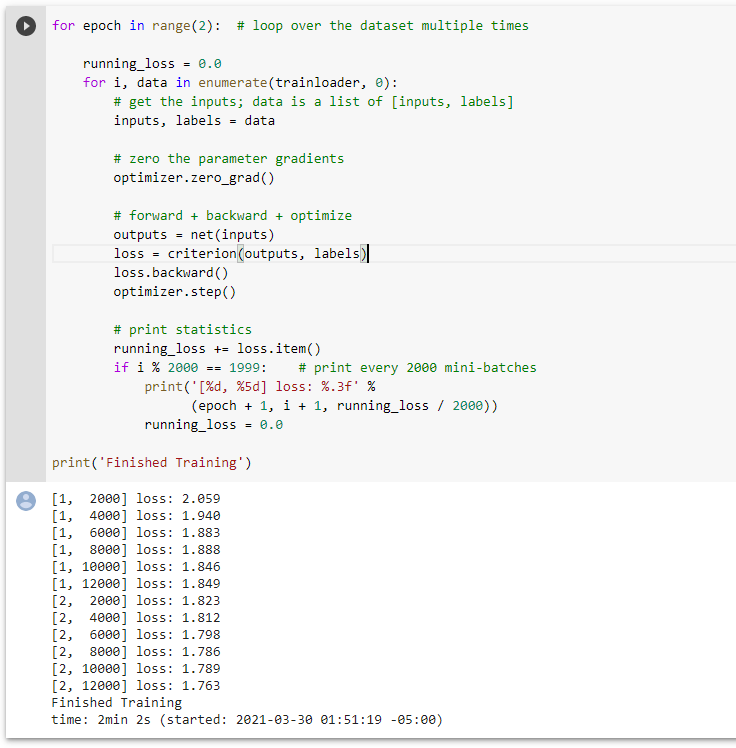 for epoch in range(2):  # loop over the dataset multiple times

    running_loss = 0.0
    for i, data in enumerate(trainloader, 0):
        # get the inputs; data is a list of [inputs, labels]
        inputs, labels = data

        # zero the parameter gradients
        optimizer.zero_grad()

        # forward + backward + optimize
        outputs = net(inputs)
        loss = criterion(outputs, labels)
        loss.backward()
        optimizer.step()

        # print statistics
        running_loss += loss.item()
        if i % 2000 == 1999:    # print every 2000 mini-batches
            print('[%d, %5d] loss: %.3f' %
                  (epoch + 1, i + 1, running_loss / 2000))
            running_loss = 0.0

print('Finished Training')
[1,  2000] loss: 2.059
[1,  4000] loss: 1.940
[1,  6000] loss: 1.883
[1,  8000] loss: 1.888
[1, 10000] loss: 1.846
[1, 12000] loss: 1.849
[2,  2000] loss: 1.823
[2,  4000] loss: 1.812
[2,  6000] loss: 1.798
[2,  8000] loss: 1.786
[2, 10000] loss: 1.789
[2, 12000] loss: 1.763
Finished Training
time: 2min 2s (started: 2021-03-30 01:51:19 -05:00)